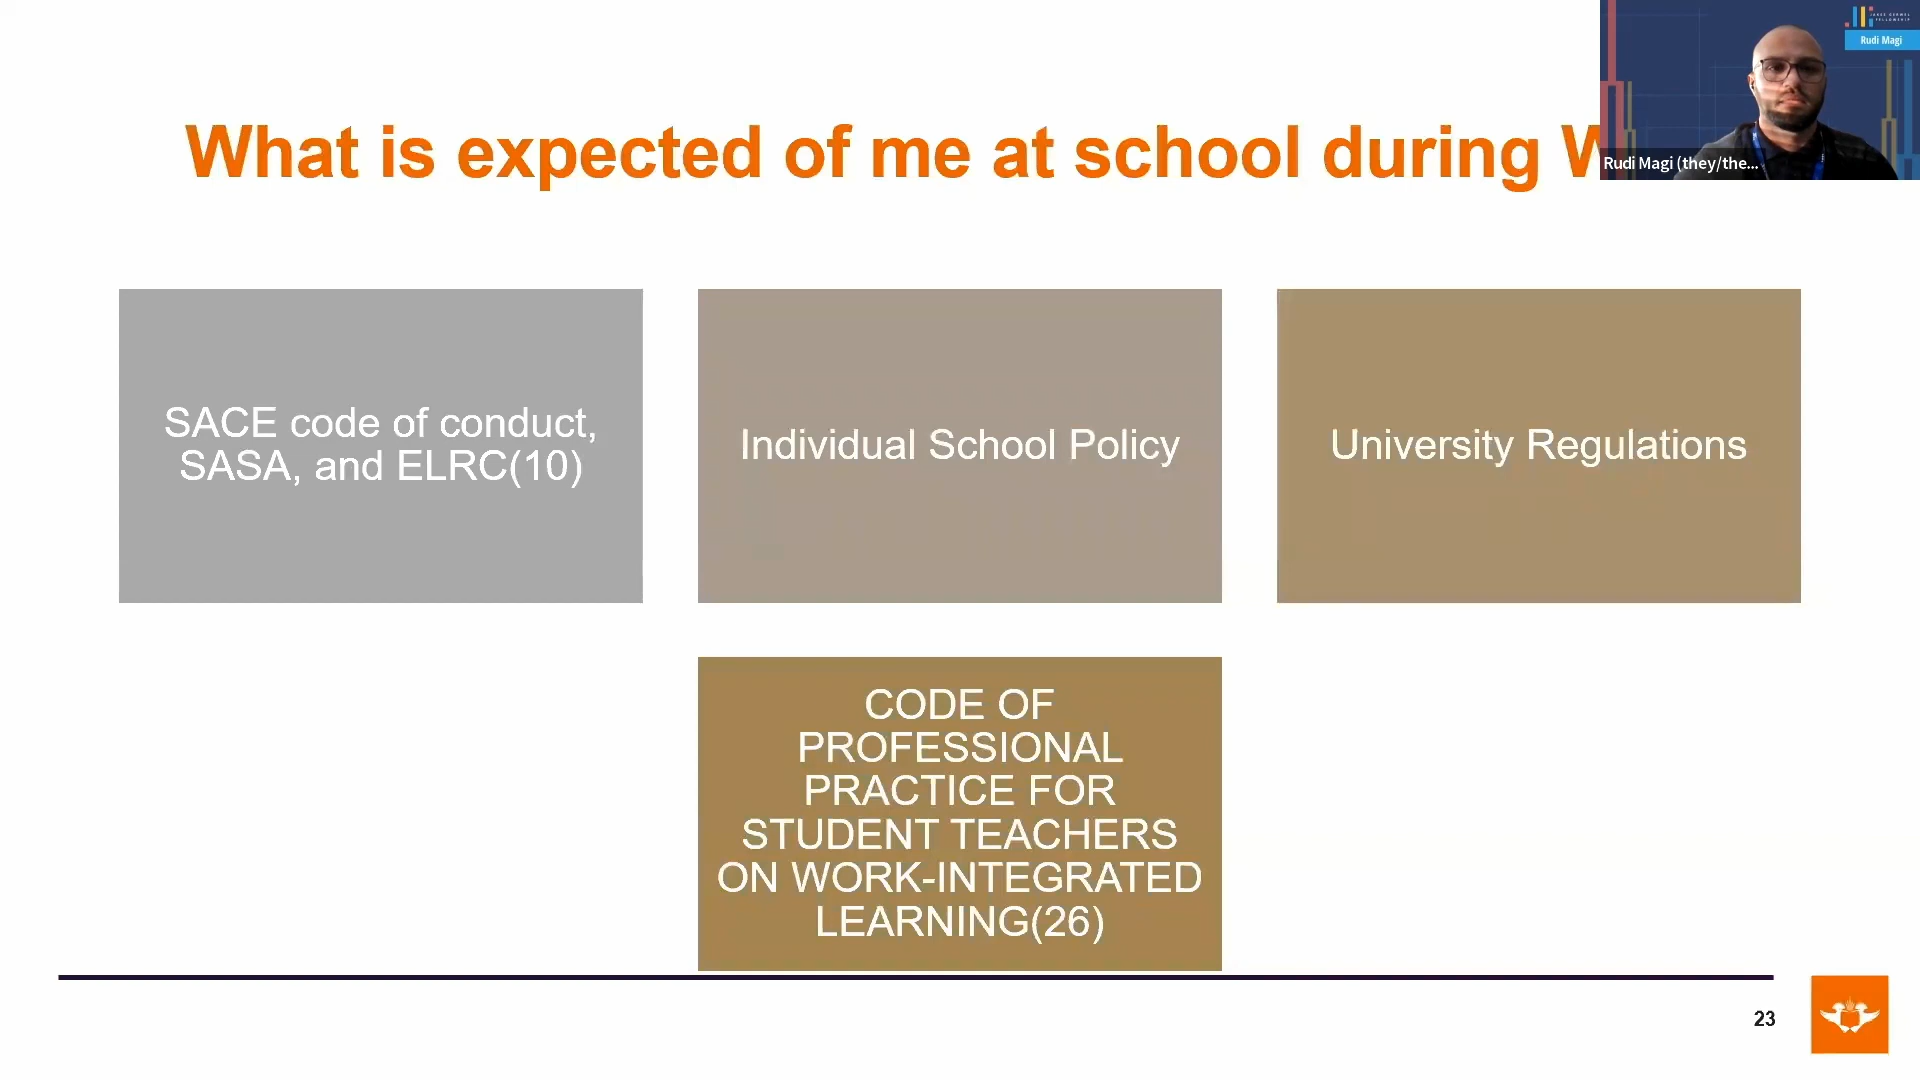 What is expected of me at school during W
Rudi Magi
Rudi Magi (they/the...
SACE code of conduct,
SASA, and ELRC(10)
Individual School Policy
University Regulations
CODE OF
PROFESSIONAL
PRACTICE FOR
STUDENT TEACHERS
ON WORK-INTEGRATED
LEARNING(26)
23